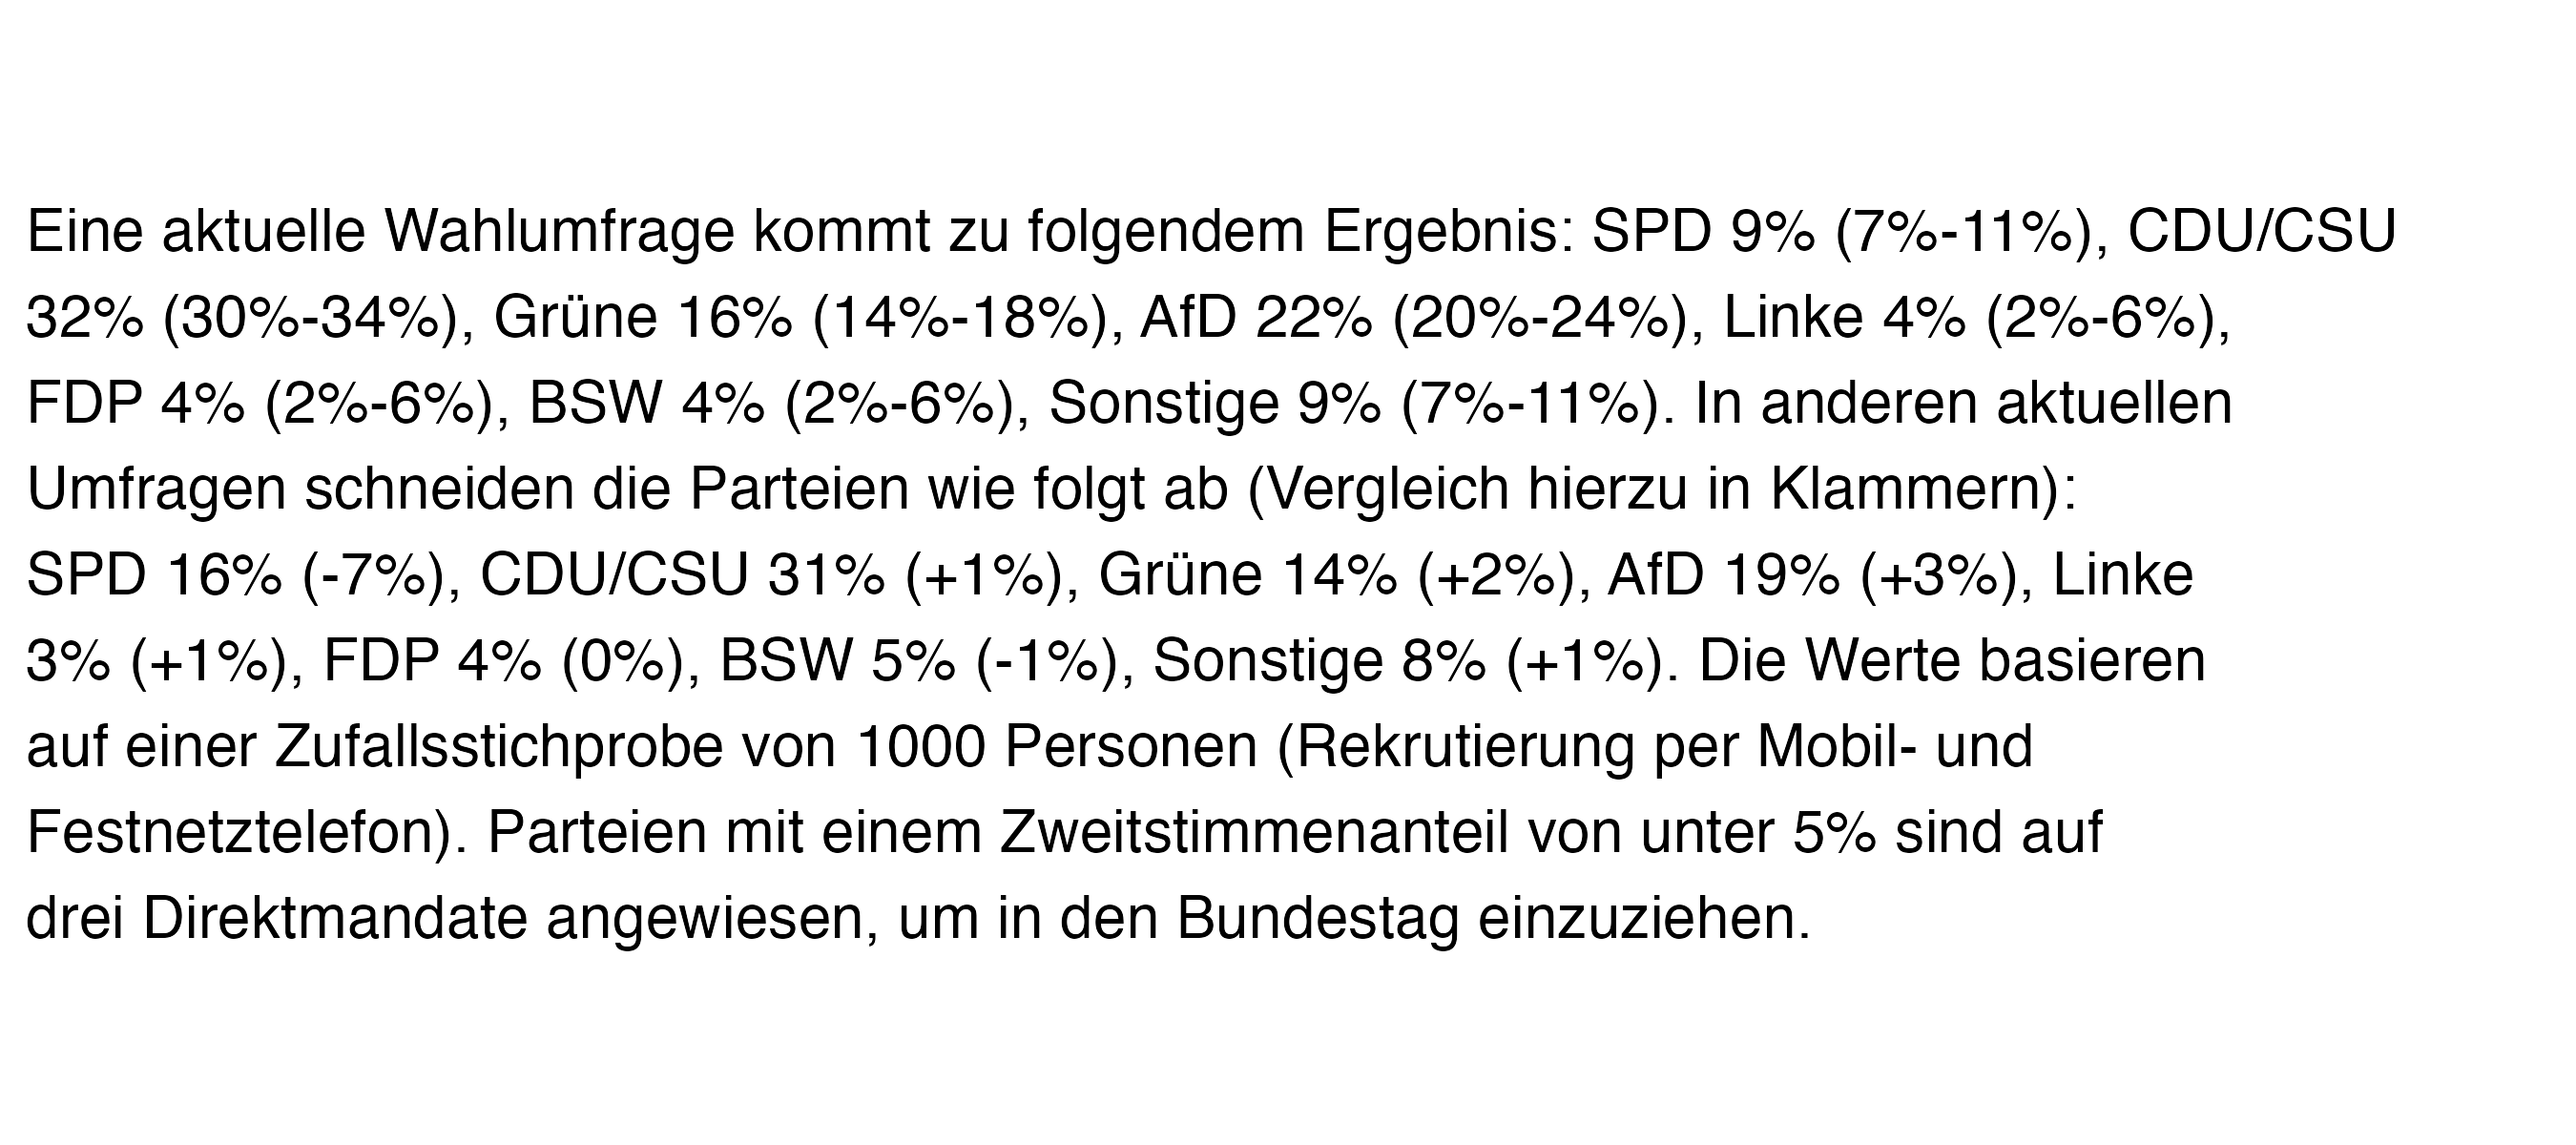 Eine aktuelle Wahlumfrage kommt zu folgendem Ergebnis: SPD 9% (7%-11%), CDU/CSU
32% (30%-34%), Grüne 16% (14%-18%), AfD 22% (20%-24%), Linke 4% (2%-6%),
FDP 4% (2%-6%), BSW 4% (2%-6%), Sonstige 9% (7%-11%). In anderen aktuellen
Umfragen schneiden die Parteien wie folgt ab (Vergleich hierzu in Klammern):
SPD 16% (-7%), CDU/CSU 31% (+1%), Grüne 14% (+2%), AfD 19% (+3%), Linke
3% (+1%), FDP 4% (0%), BSW 5% (-1%), Sonstige 8% (+1%). Die Werte basieren
auf einer Zufallsstichprobe von 1000 Personen (Rekrutierung per Mobil- und
Festnetztelefon). Parteien mit einem Zweitstimmenanteil von unter 5% sind auf
drei Direktmandate angewiesen, um in den Bundestag einzuziehen.